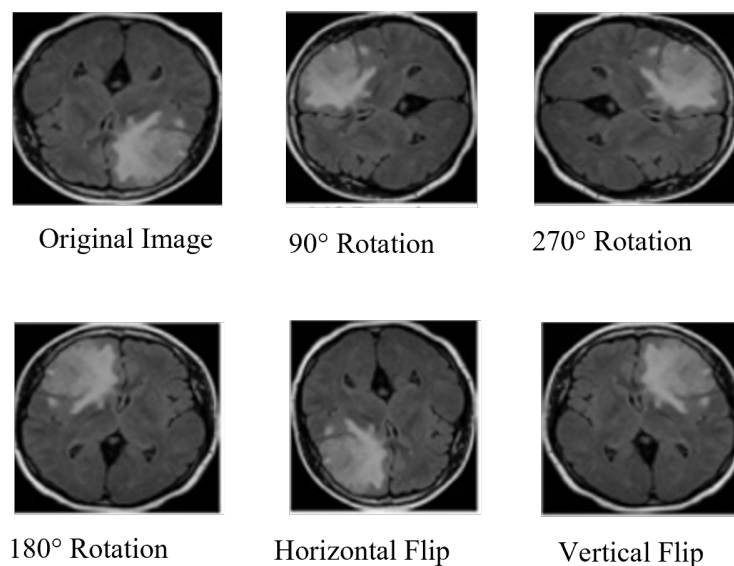 Original Image
90° Rotation
270° Rotation
180° Rotation
Horizontal Flip
Vertical Flip